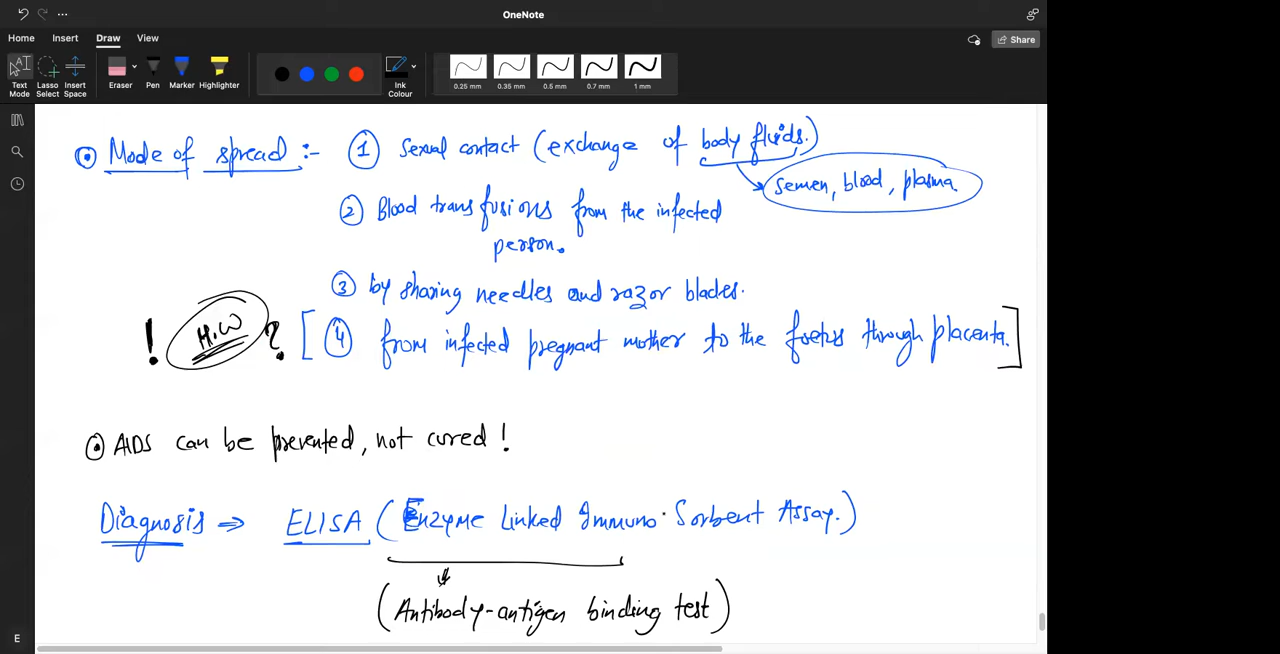 OneNote
Home Insert Draw View
Share
Text Mode Lasso Select Insert Space Eraser Pen Marker Highlighter Ink Colour 0.25 mm 0.35 mm 0.5 mm 0.7 mm 1 mm
Mode of spread :- 1 Sexual contact (exchange of body fluids.)
semen, blood, plasma
2 Blood transfusions from the infected
person.
3 by sharing needles and razor blades.
! H.W ? [ 4 from infected pregnant mother to the foetus through placenta. ]
AIDS can be prevented, not cured !
Diagnosis ⇒ ELISA ( Enzyme Linked Immuno · Sorbent Assay. )
(Antibody-antigen binding test)
E